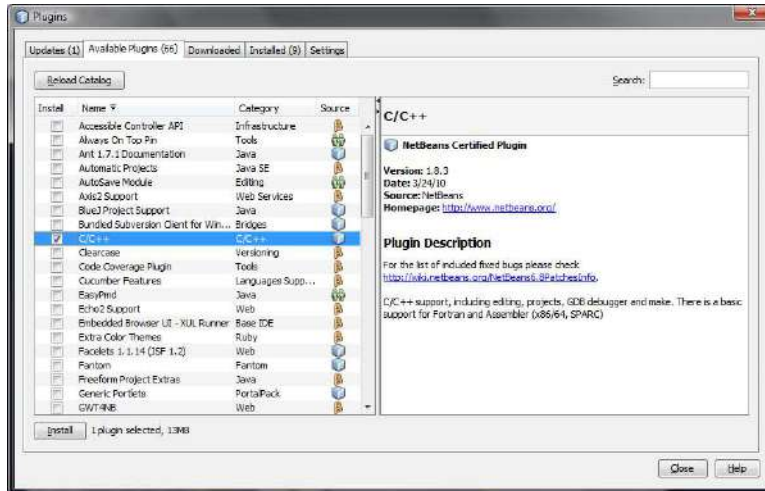 Plugins
Updates (1) Available Plugins (66) Downloaded Installed (9) Settings
Reload Catalog Search:
Install Name Category Source
Accessible Controller API Infrastructure
Always On Top Pin Tools
Ant 1.7.1 Documentation Java
Automatic Projects Java SE
AutoSave Module Editing
Axis2 Support Web Services
BlueJ Project Support Java
Bundled Subversion Client for Win... Bridges
C/C++ C/C++
Clearcase Versioning
Code Coverage Plugin Tools
Cucumber Features Languages Supp...
EasyPmd Java
Echo2 Support Web
Embedded Browser UI - XUL Runner Base IDE
Extra Color Themes Ruby
Facelets 1.1.14 (JSF 1.2) Web
Fantom Fantom
Freeform Project Extras Java
Generic Portlets PortalPack
GWT4NB Web
C/C++
NetBeans Certified Plugin
Version: 1.8.3
Date: 3/24/10
Source: NetBeans
Homepage: http://www.netbeans.org/
Plugin Description
For the list of included fixed bugs please check
http://wiki.netbeans.org/NetBeans6.8PatchesInfo.
C/C++ support, including editing, projects, GDB debugger and make. There is a basic
support for Fortran and Assembler (x86/64, SPARC)
Install 1 plugin selected, 13MB
Close Help